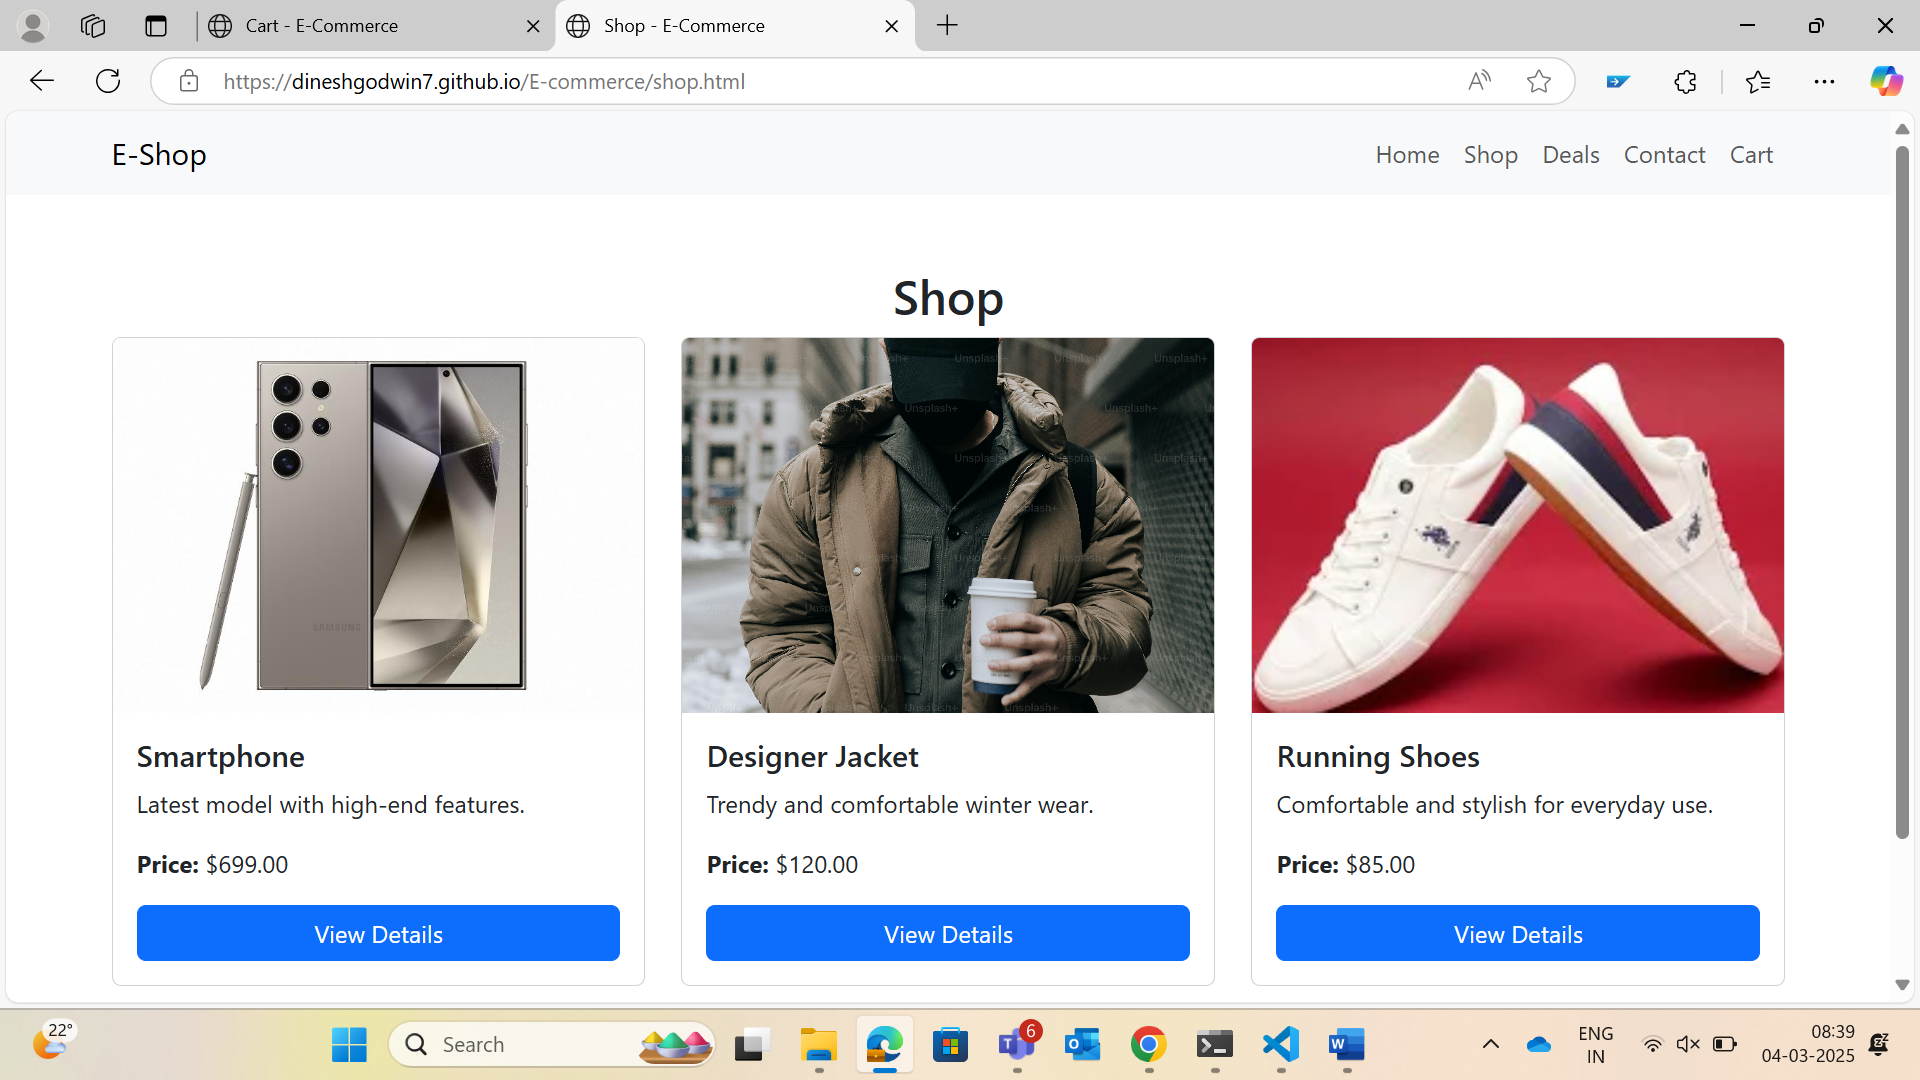 Cart - E-Commerce
Shop - E-Commerce
https://dineshgodwin7.github.io/E-commerce/shop.html
E-Shop
Home Shop Deals Contact Cart
Shop
Unsplash+
SAMSUNG
Smartphone
Latest model with high-end features.
Price: $699.00
View Details
Designer Jacket
Trendy and comfortable winter wear.
Price: $120.00
View Details
Running Shoes
Comfortable and stylish for everyday use.
Price: $85.00
View Details
22°
Search
6
ENG
IN
08:39
04-03-2025